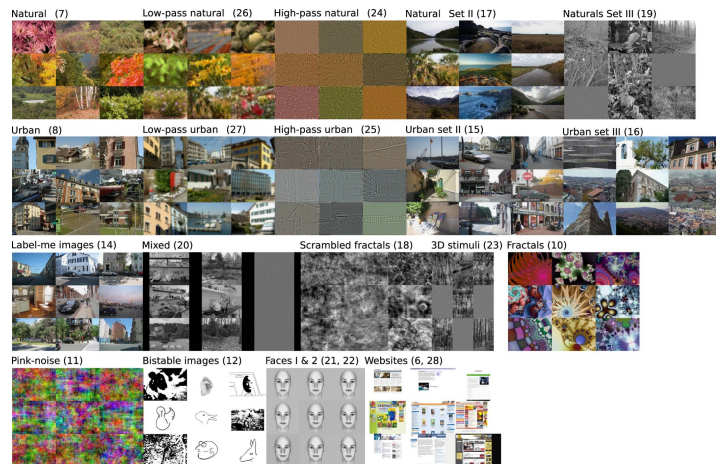 Natural (7) Low-pass natural (26) High-pass natural (24) Natural Set II (17) Naturals Set III (19)
Urban (8) Low-pass urban (27) High-pass urban (25) Urban set II (15) Urban set III (16)
Label-me images (14) Mixed (20) Scrambled fractals (18) 3D stimuli (23) Fractals (10)
Pink-noise (11) Bistable images (12) Faces I & 2 (21, 22) Websites (6, 28)